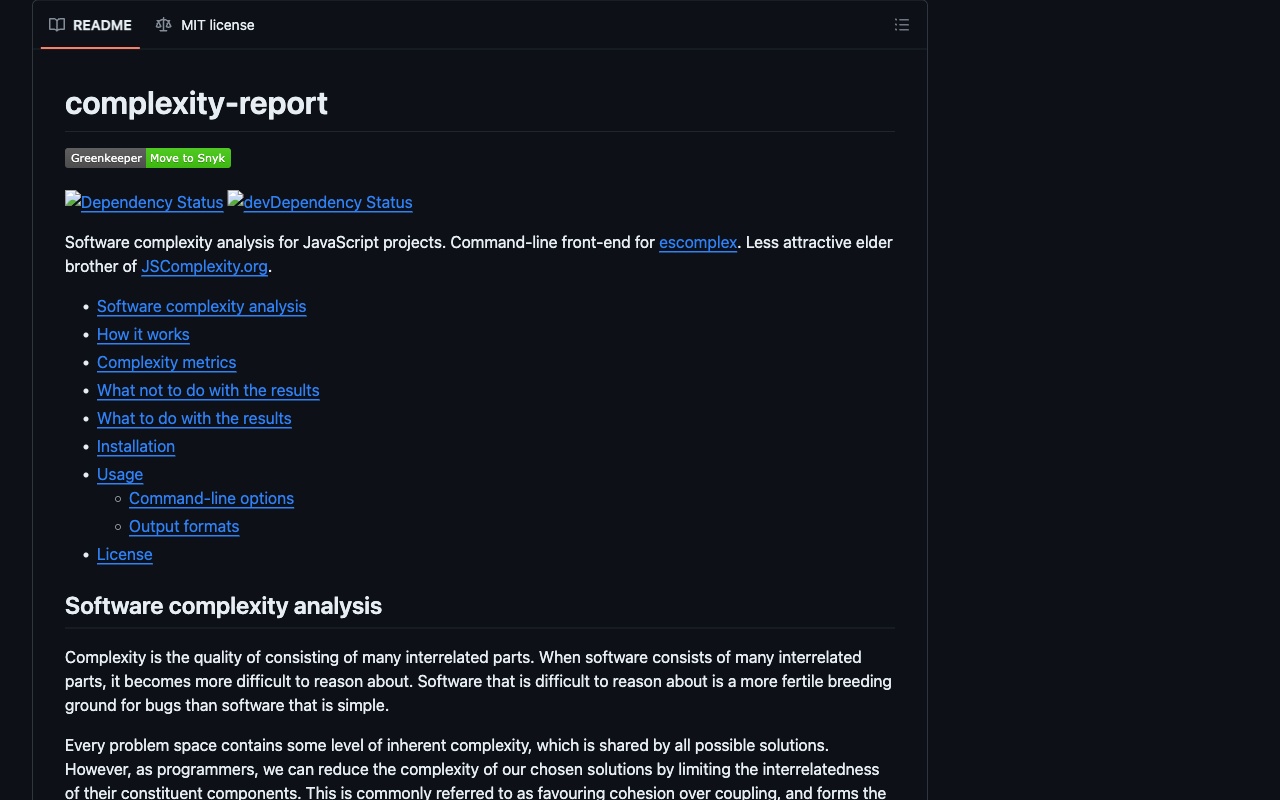 README
MIT license
complexity-report
Greenkeeper Move to Snyk
Dependency Status devDependency Status
Software complexity analysis for JavaScript projects. Command-line front-end for escomplex. Less attractive elder
brother of JSComplexity.org.
Software complexity analysis
How it works
Complexity metrics
What not to do with the results
What to do with the results
Installation
Usage
Command-line options
Output formats
License
Software complexity analysis
Complexity is the quality of consisting of many interrelated parts. When software consists of many interrelated
parts, it becomes more difficult to reason about. Software that is difficult to reason about is a more fertile breeding
ground for bugs than software that is simple.
Every problem space contains some level of inherent complexity, which is shared by all possible solutions.
However, as programmers, we can reduce the complexity of our chosen solutions by limiting the interrelatedness
of their constituent components. This is commonly referred to as favouring cohesion over coupling, and forms the